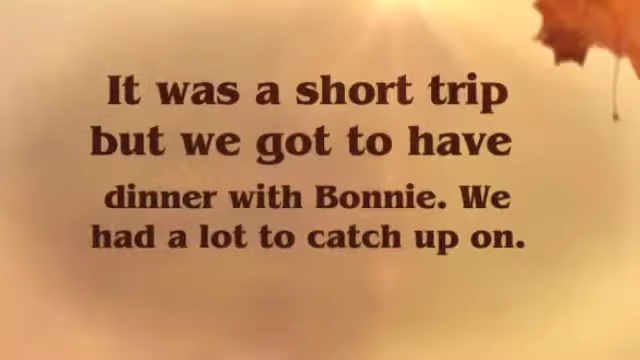 It was a short trip
but we got to have
dinner with Bonnie. We
had a lot to catch up on.